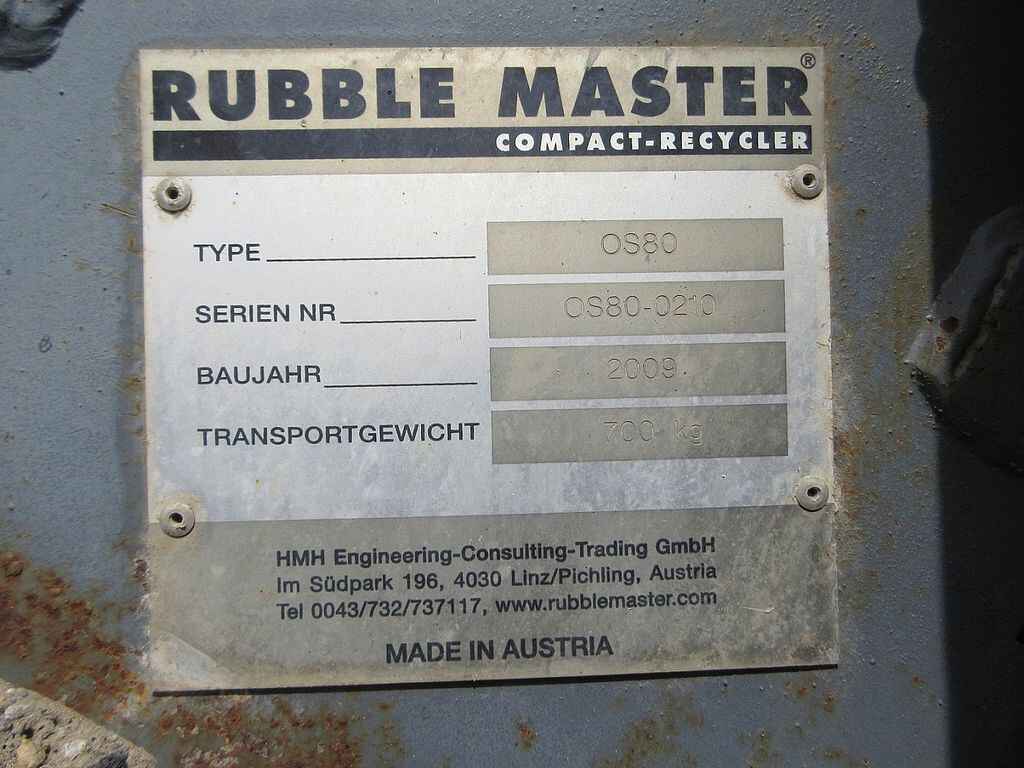 RUBBLE MASTER®
COMPACT-RECYCLER
TYPE OS80
SERIEN NR OS80-0210
BAUJAHR 2009
TRANSPORTGEWICHT 700 kg
HMH Engineering-Consulting-Trading GmbH
Im Südpark 196, 4030 Linz/Pichling, Austria
Tel 0043/732/737117, www.rubblemaster.com
MADE IN AUSTRIA